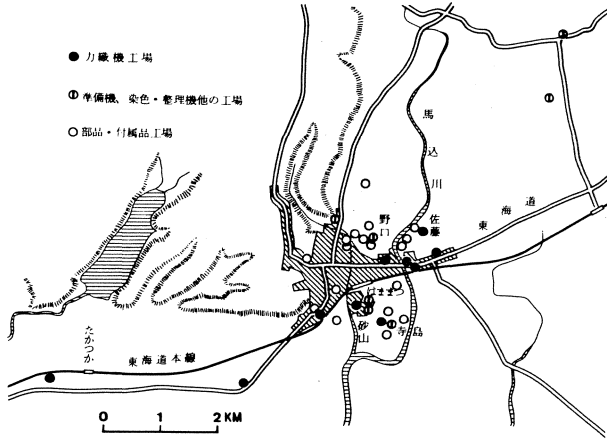 ● 力織機工場
◐ 準備機、染色・整理機他の工場
○ 部品・付属品工場
馬込川
野口
佐藤
東海道
はままつ
砂山
寺島
たかつか
東海道本線
0 1 2 KM